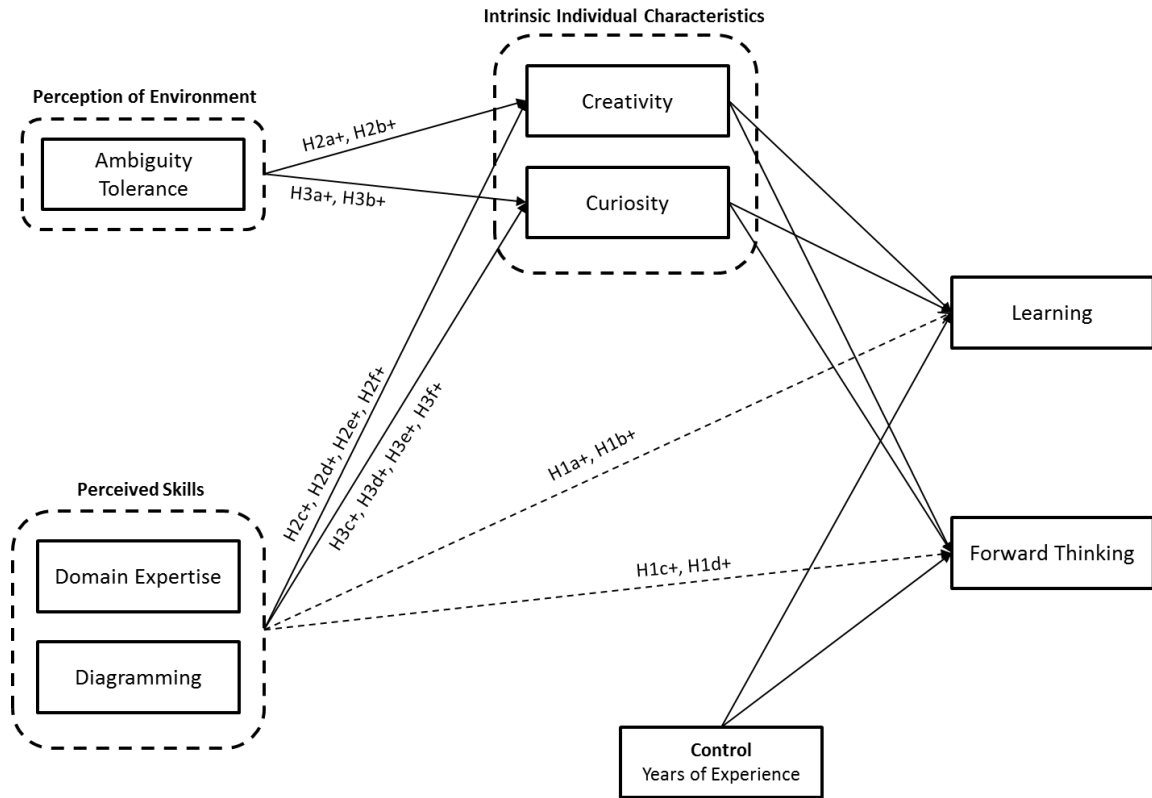 Intrinsic Individual Characteristics
Creativity
Curiosity
Perception of Environment
Ambiguity
Tolerance
H2a+, H2b+
H3a+, H3b+
Learning
H2c+, H2d+, H2e+, H2f+
H3c+, H3d+, H3e+, H3f+
H1a+, H1b+
Perceived Skills
Domain Expertise
Diagramming
H1c+, H1d+
Forward Thinking
Control
Years of Experience